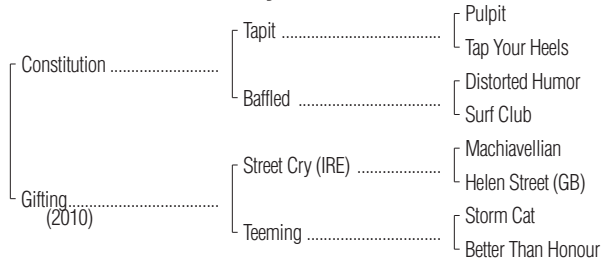 Pulpit
Tapit ..............................
Tap Your Heels
Constitution .........................
Distorted Humor
Baffled ..............................
Surf Club
Machiavellian
Street Cry (IRE) ...................
Helen Street (GB)
Gifting..................................
(2010)
Storm Cat
Teeming .............................
Better Than Honour